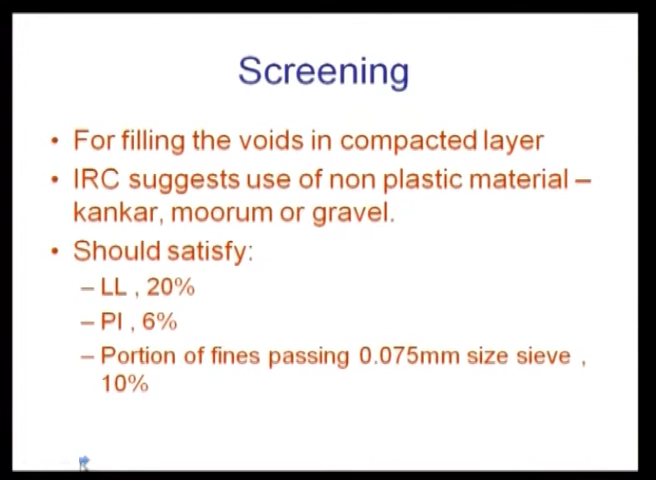 Screening
• For filling the voids in compacted layer
• IRC suggests use of non plastic material –
kankar, moorum or gravel.
• Should satisfy:
– LL , 20%
– PI , 6%
– Portion of fines passing 0.075mm size sieve ,
10%